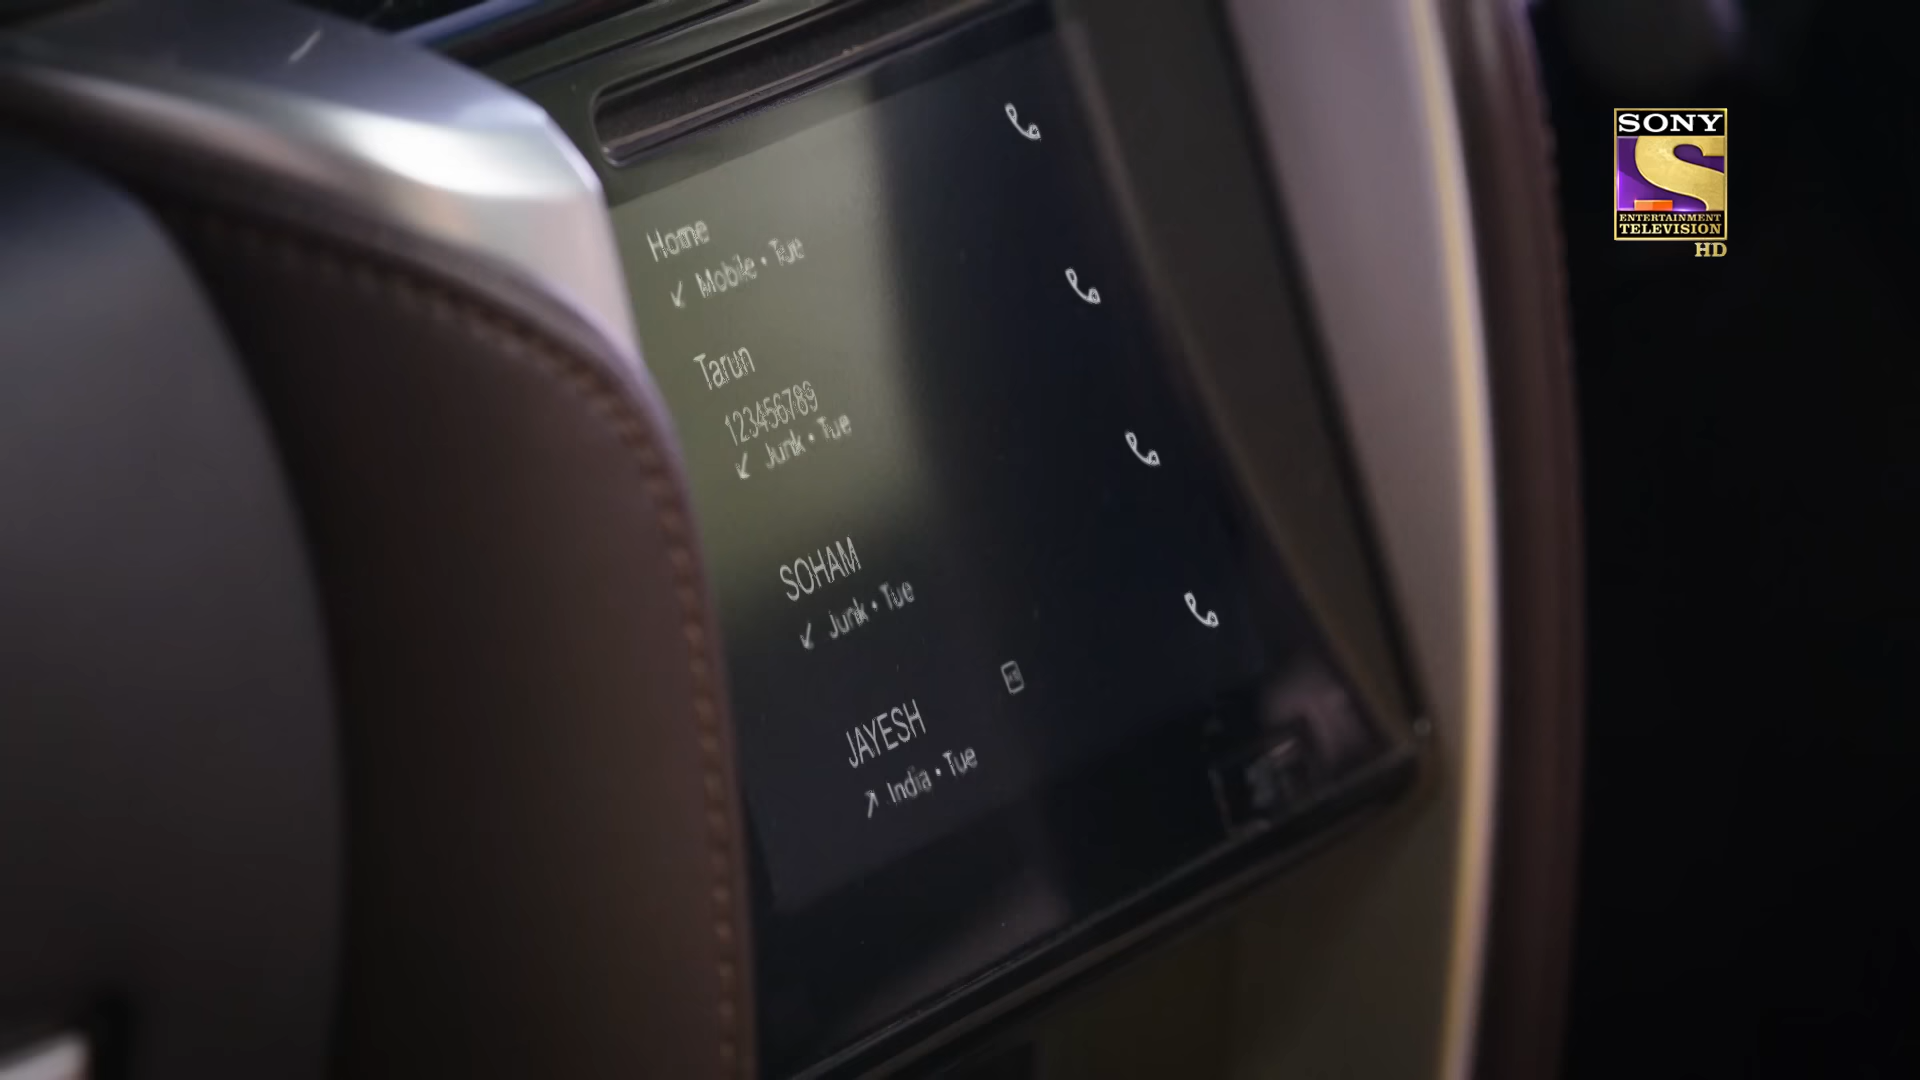 Home
↙ Mobile • Tue
Tarun
123456789
↙ Junk • Tue
SOHAM
↙ Junk • Tue
JAYESH
↗ India • Tue
SONY
S
ENTERTAINMENT
TELEVISION
HD